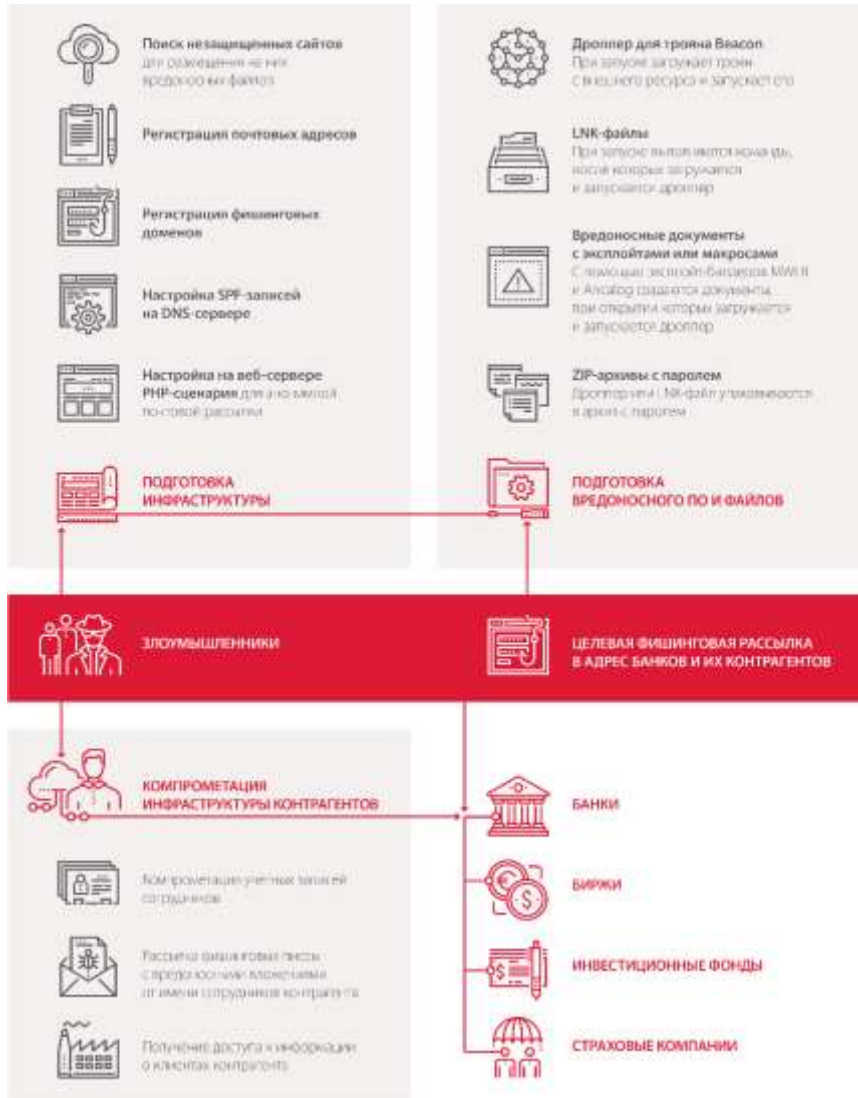 Поиск незащищенных сайтов
для размещения на них
вредоносных файлов
Регистрация почтовых адресов
Регистрация фишинговых
доменов
Настройка SPF-записей
на DNS-сервере
Настройка на веб-сервере
PHP-сценария для анонимной
почтовой рассылки
ПОДГОТОВКА
ИНФРАСТРУКТУРЫ
Дроппер для трояна Beacon
При запуске загружает троян
с внешнего ресурса и запускает его
LNK-файлы
При запуске выполняются команды,
после которых загружается
и запускается дроппер
Вредоносные документы
с эксплойтами или макросами
С помощью эксплойт-билдеров
и Ancalog создаются документы,
при открытии которых загружается
и запускается дроппер
ZIP-архивы с паролем
Дроппер или LNK-файл упаковывается
в архив с паролем
ПОДГОТОВКА
ВРЕДОНОСНОГО ПО И ФАЙЛОВ
ЗЛОУМЫШЛЕННИКИ
ЦЕЛЕВАЯ ФИШИНГОВАЯ РАССЫЛКА
В АДРЕС БАНКОВ И ИХ КОНТРАГЕНТОВ
КОМПРОМЕТАЦИЯ
ИНФРАСТРУКТУРЫ КОНТРАГЕНТОВ
Компрометация учетных записей
сотрудников
Рассылка фишинговых писем
с вредоносными вложениями
от имени сотрудников контрагента
Получение доступа к информации
о клиентах контрагента
БАНКИ
БИРЖИ
ИНВЕСТИЦИОННЫЕ ФОНДЫ
СТРАХОВЫЕ КОМПАНИИ